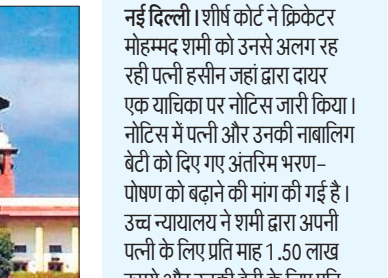 नई दिल्ली। शीर्ष कोर्ट ने क्रिकेटर
मोहम्मद शमी को उनसे अलग रह
रही पत्नी हसीन जहां द्वारा दायर
एक याचिका पर नोटिस जारी किया।
नोटिस में पत्नी और उनकी नाबालिग
बेटी को दिए गए अंतरिम भरण-
पोषण को बढ़ाने की मांग की गई है।
उच्च न्यायालय ने शमी द्वारा अपनी
पत्नी के लिए प्रति माह 1.50 लाख